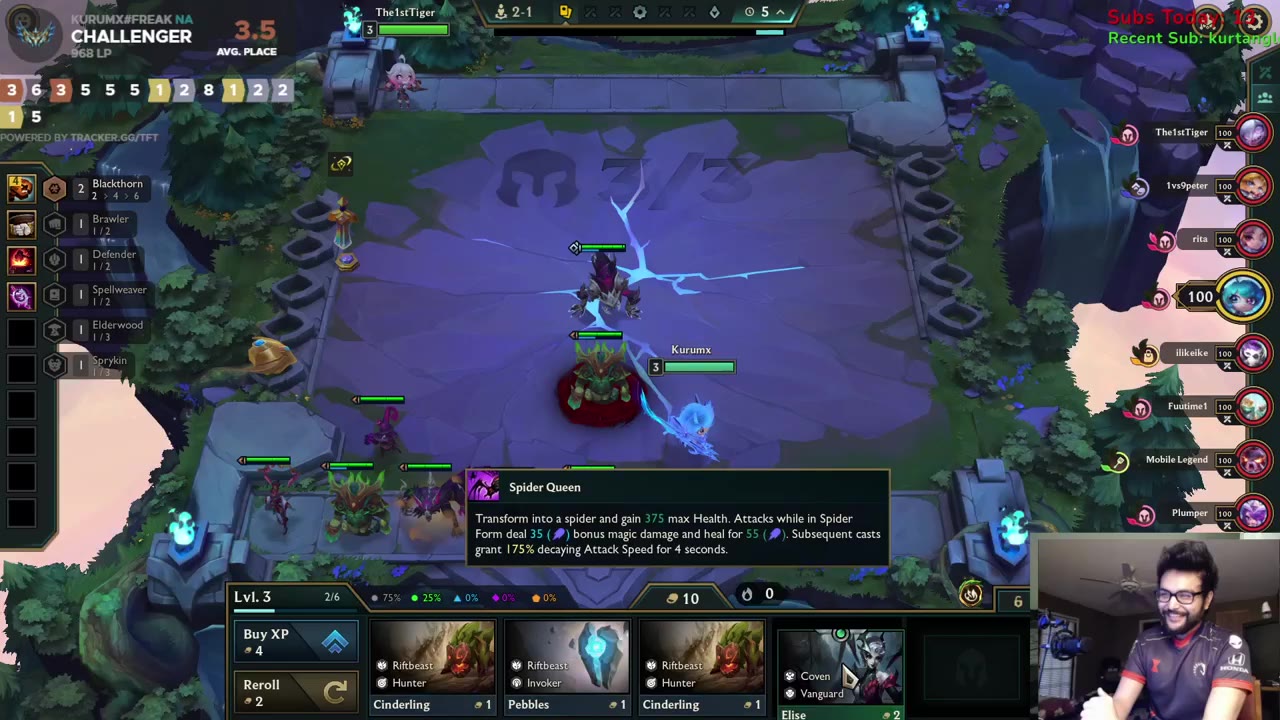 KURUMX#FREAK NA
CHALLENGER
968 LP
3.5
AVG. PLACE
3 6 3 5 5 5 1 2 8 1 2 2
1 5
POWERED BY TRACKER.GG/TFT
The1stTiger
3
2-1
5
Subs Today: 13
Recent Sub: kurtangl
2 Blackthorn
2 > 4 > 6
1 Brawler
1 / 2
1 Defender
1 / 2
1 Spellweaver
1 / 2
1 Elderwood
1 / 3
1 Sprykin
1 / 3
3/3
Kurumx
3
The1stTiger 100
1vs9peter 100
rita 100
100
ilikeike 100
Fuutime1 100
Mobile Legend 100
Plumper 100
Spider Queen
Transform into a spider and gain 375 max Health. Attacks while in Spider
Form deal 35 ( ) bonus magic damage and heal for 55 ( ). Subsequent casts
grant 175% decaying Attack Speed for 4 seconds.
Lvl. 3 2/6
75% 25% 0% 0% 0%
10
0
6
Buy XP
4
Reroll
2
Riftbeast
Hunter
Cinderling 1
Riftbeast
Invoker
Pebbles 1
Riftbeast
Hunter
Cinderling 1
Coven
Vanguard
Elise 2
HONDA